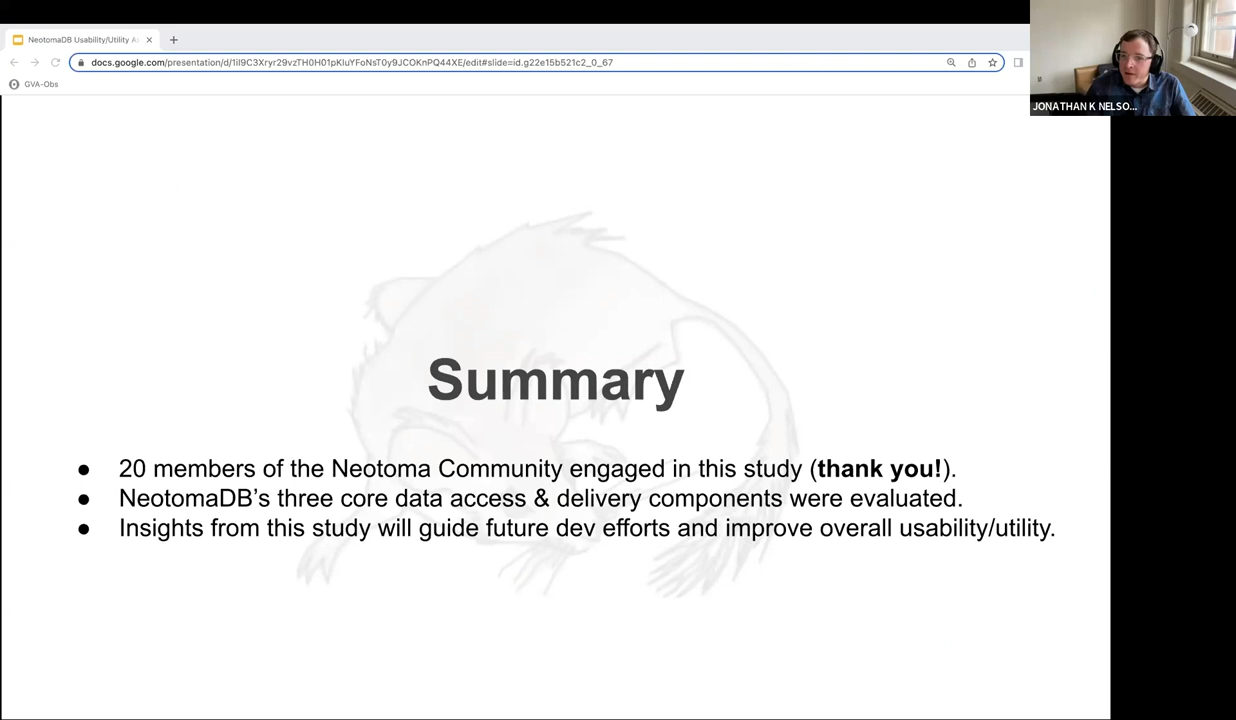 NeotomaDB Usability/Utility A
docs.google.com/presentation/d/1iI9C3Xryr29vzTH0H01pKluYFoNsT0y9JCOKnPQ44XE/edit#slide=id.g22e15b521c2_0_67
GVA-Obs
JONATHAN K NELSO...
Summary
● 20 members of the Neotoma Community engaged in this study (thank you!).
● NeotomaDB's three core data access & delivery components were evaluated.
● Insights from this study will guide future dev efforts and improve overall usability/utility.